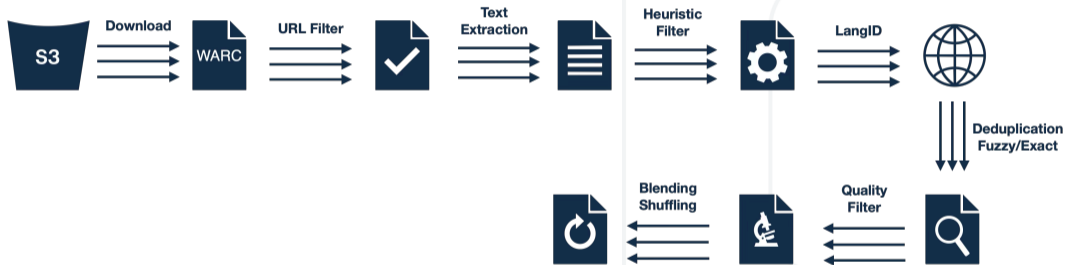 S3
Download
WARC
URL Filter
Text
Extraction
Heuristic
Filter
LangID
Deduplication
Fuzzy/Exact
Quality
Filter
Blending
Shuffling